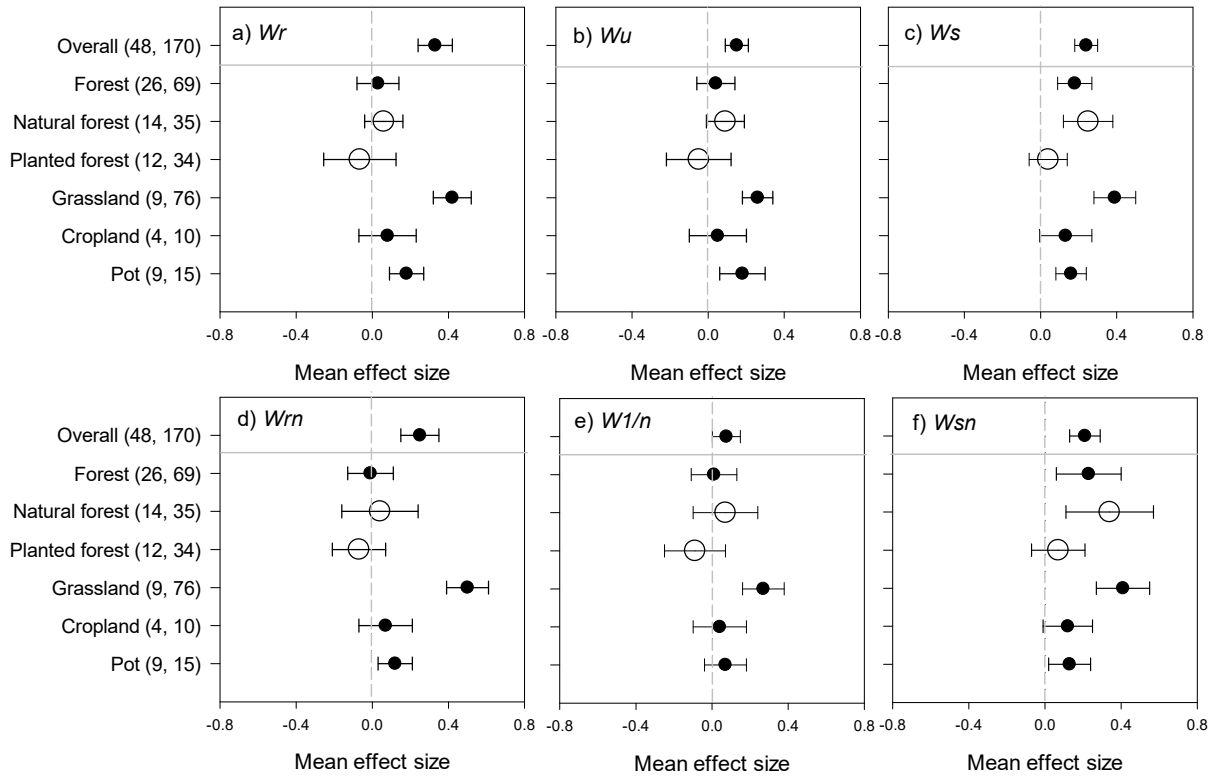 a) Wr
b) Wu
c) Ws
Overall (48, 170)
Forest (26, 69)
Natural forest (14, 35)
Planted forest (12, 34)
Grassland (9, 76)
Cropland (4, 10)
Pot (9, 15)
-0.8 -0.4 0.0 0.4 0.8
-0.8 -0.4 0.0 0.4 0.8
-0.8 -0.4 0.0 0.4 0.8
Mean effect size
Mean effect size
Mean effect size
d) Wrn
e) W1/n
f) Wsn
Overall (48, 170)
Forest (26, 69)
Natural forest (14, 35)
Planted forest (12, 34)
Grassland (9, 76)
Cropland (4, 10)
Pot (9, 15)
-0.8 -0.4 0.0 0.4 0.8
-0.8 -0.4 0.0 0.4 0.8
-0.8 -0.4 0.0 0.4 0.8
Mean effect size
Mean effect size
Mean effect size